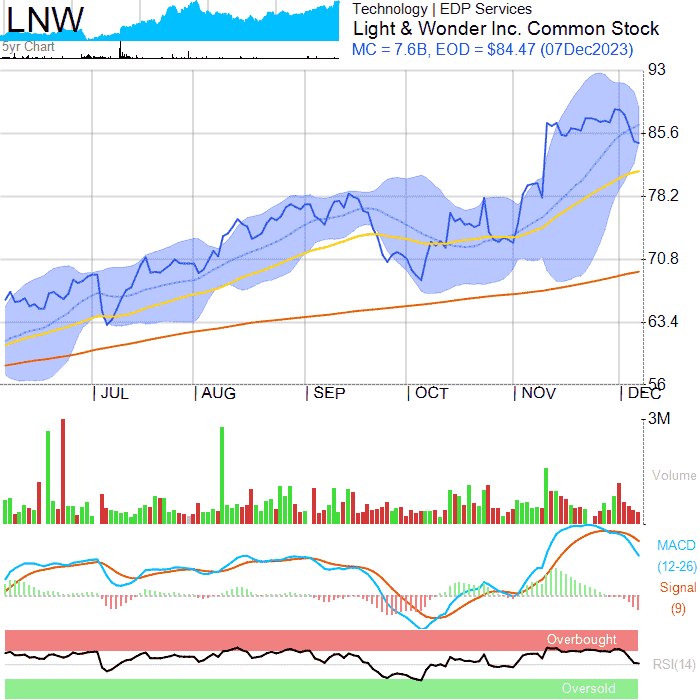 LNW
5yr Chart
Technology | EDP Services
Light & Wonder Inc. Common Stock
MC = 7.6B, EOD = $84.47 (07Dec2023)
93
85.6
78.2
70.8
63.4
56
JUL
AUG
SEP
OCT
NOV
DEC
3M
Volume
MACD
(12-26)
Signal
(9)
Overbought
RSI(14)
Oversold